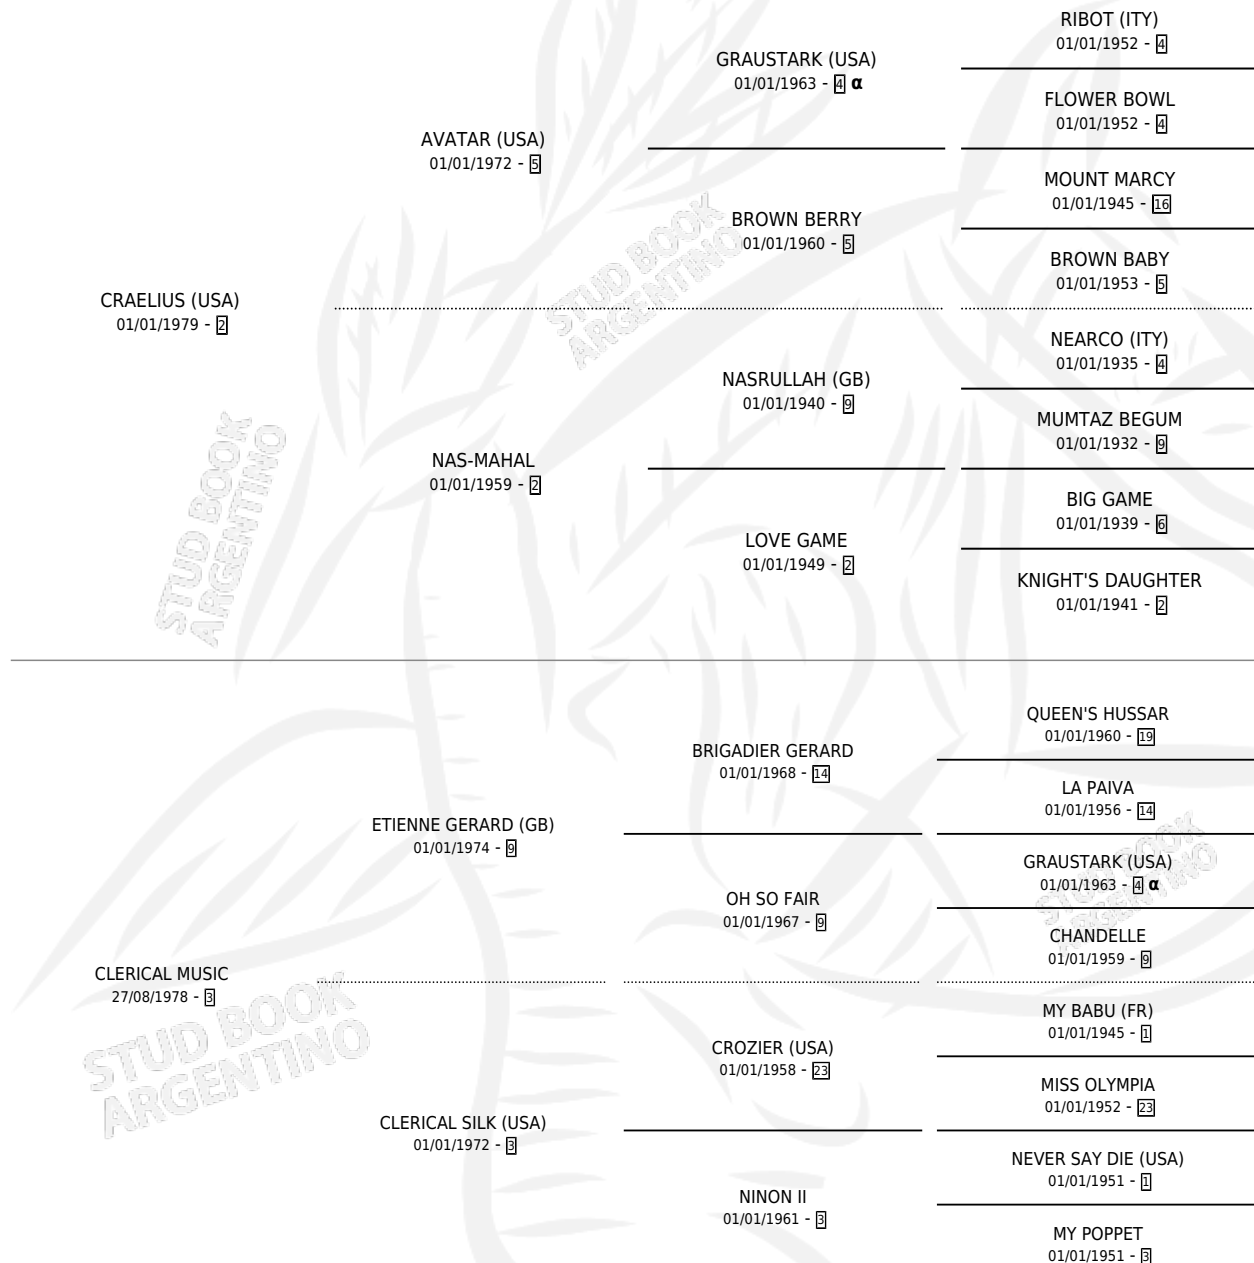 RIBOT (ITY)
01/01/1952 - 4
GRAUSTARK (USA)
01/01/1963 - 4 α
FLOWER BOWL
01/01/1952 - 4
AVATAR (USA)
01/01/1972 - 5
MOUNT MARCY
01/01/1945 - 16
BROWN BERRY
01/01/1960 - 5
BROWN BABY
01/01/1953 - 5
STUD BOOK
ARGENTINO
CRAELIUS (USA)
01/01/1979 - 2
NEARCO (ITY)
01/01/1935 - 4
NASRULLAH (GB)
01/01/1940 - 9
MUMTAZ BEGUM
01/01/1932 - 9
NAS-MAHAL
01/01/1959 - 2
BIG GAME
01/01/1939 - 6
LOVE GAME
01/01/1949 - 2
KNIGHT'S DAUGHTER
01/01/1941 - 2
STUD BOOK
ARGENTINO
QUEEN'S HUSSAR
01/01/1960 - 19
BRIGADIER GERARD
01/01/1968 - 14
LA PAIVA
01/01/1956 - 14
ETIENNE GERARD (GB)
01/01/1974 - 9
GRAUSTARK (USA)
01/01/1963 - 4 α
OH SO FAIR
01/01/1967 - 9
CHANDELLE
01/01/1959 - 9
STUD BOOK
ARGENTINO
CLERICAL MUSIC
27/08/1978 - 3
MY BABU (FR)
01/01/1945 - 1
CROZIER (USA)
01/01/1958 - 23
MISS OLYMPIA
01/01/1952 - 23
CLERICAL SILK (USA)
01/01/1972 - 3
NEVER SAY DIE (USA)
01/01/1951 - 1
NINON II
01/01/1961 - 3
MY POPPET
01/01/1951 - 3
STUD BOOK
ARGENTINO